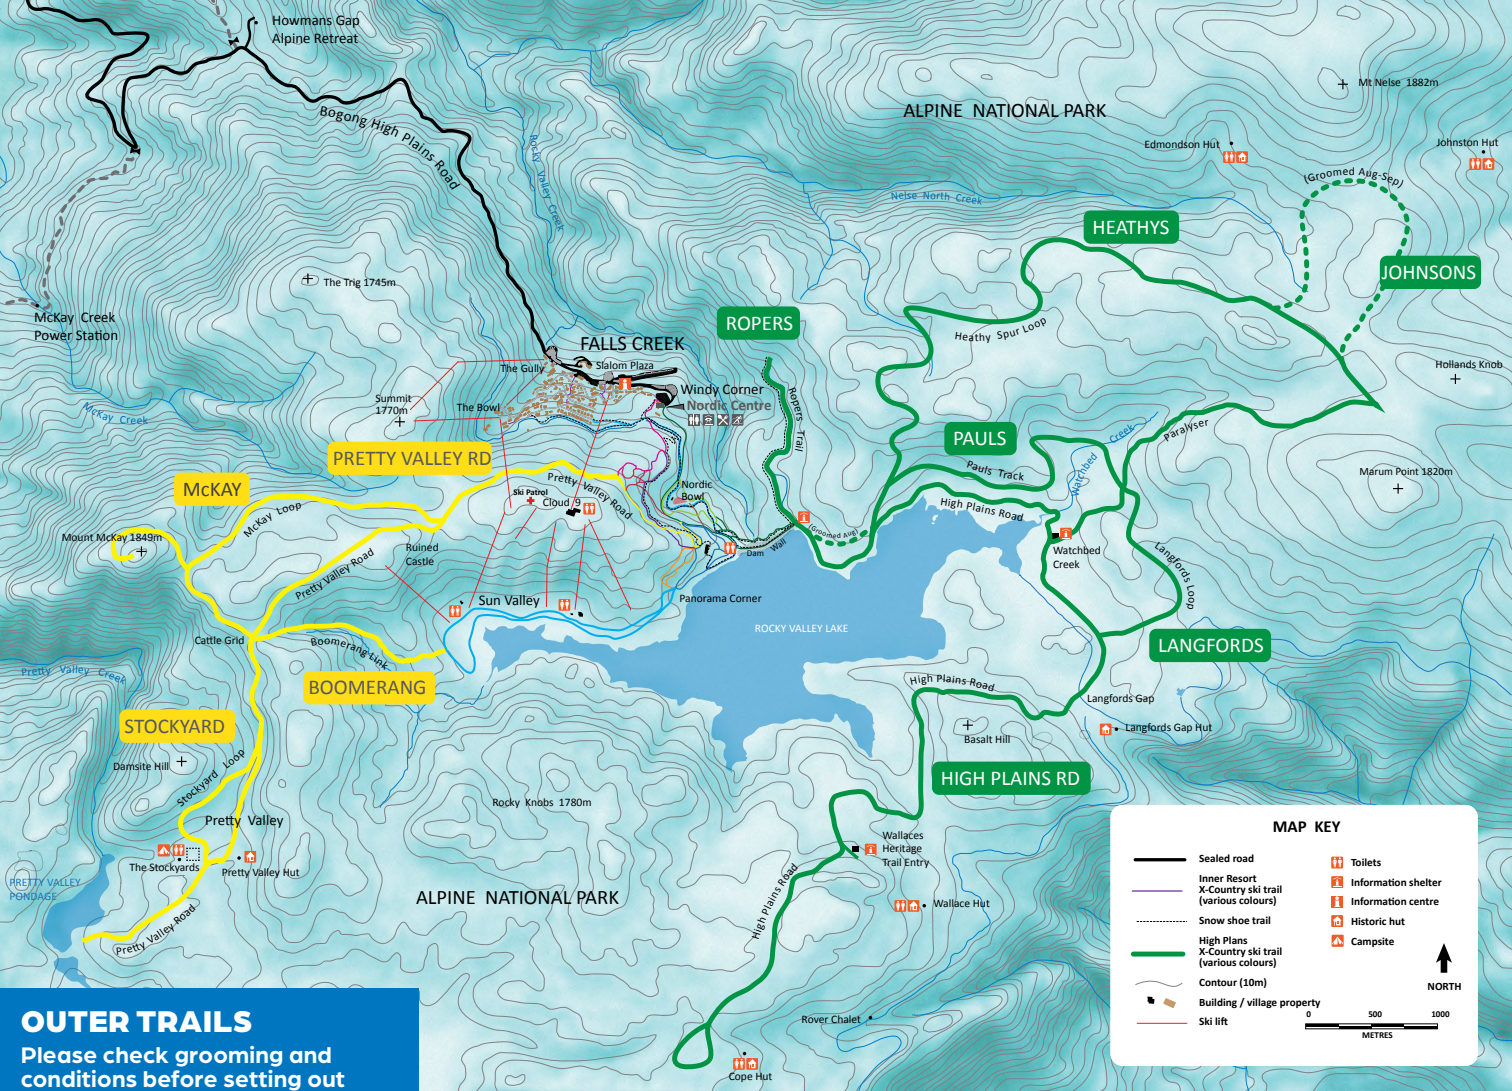 Howmans Gap
Alpine Retreat
Bogong High Plains Road
Rocky Valley Creek
ALPINE NATIONAL PARK
Mt Nelse 1882m
Edmondson Hut
Johnston Hut
(Groomed Aug-Sep)
Nelse North Creek
HEATHYS
JOHNSONS
The Trig 1745m
McKay Creek
Power Station
ROPERS
Heathy Spur Loop
FALLS CREEK
The Gully
Slalom Plaza
Hollands Knob
Windy Corner
Nordic Centre
Summit
1770m
The Bowl
McKay Creek
Ropers Trail
PAULS
Creek
Watchbed
Paralyser
PRETTY VALLEY RD
Pauls Track
Marum Point 1820m
McKAY
Ski Patrol
Cloud 9
Pretty Valley Road
Nordic
Bowl
McKay Loop
High Plains Road
Mount McKay 1849m
Ruined
Castle
(Groomed Aug)
Dam Wall
Watchbed
Creek
Langfords Loop
Pretty Valley Road
Sun Valley
Panorama Corner
ROCKY VALLEY LAKE
Cattle Grid
Boomerang Link
LANGFORDS
Pretty Valley Creek
BOOMERANG
High Plains Road
Langfords Gap
STOCKYARD
Basalt Hill
Langfords Gap Hut
Damsite Hill
Stockyard Loop
HIGH PLAINS RD
Rocky Knobs 1780m
Pretty Valley
The Stockyards
Pretty Valley Hut
Wallaces
Heritage
Trail Entry
PRETTY VALLEY
PONDAGE
ALPINE NATIONAL PARK
High Plains Road
Wallace Hut
Pretty Valley Road
Rover Chalet
Cope Hut
MAP KEY
Sealed road
Inner Resort
X-Country ski trail
(various colours)
Snow shoe trail
High Plans
X-Country ski trail
(various colours)
Contour (10m)
Building / village property
Ski lift
Toilets
Information shelter
Information centre
Historic hut
Campsite
NORTH
0 500 1000
METRES
OUTER TRAILS
Please check grooming and
conditions before setting out